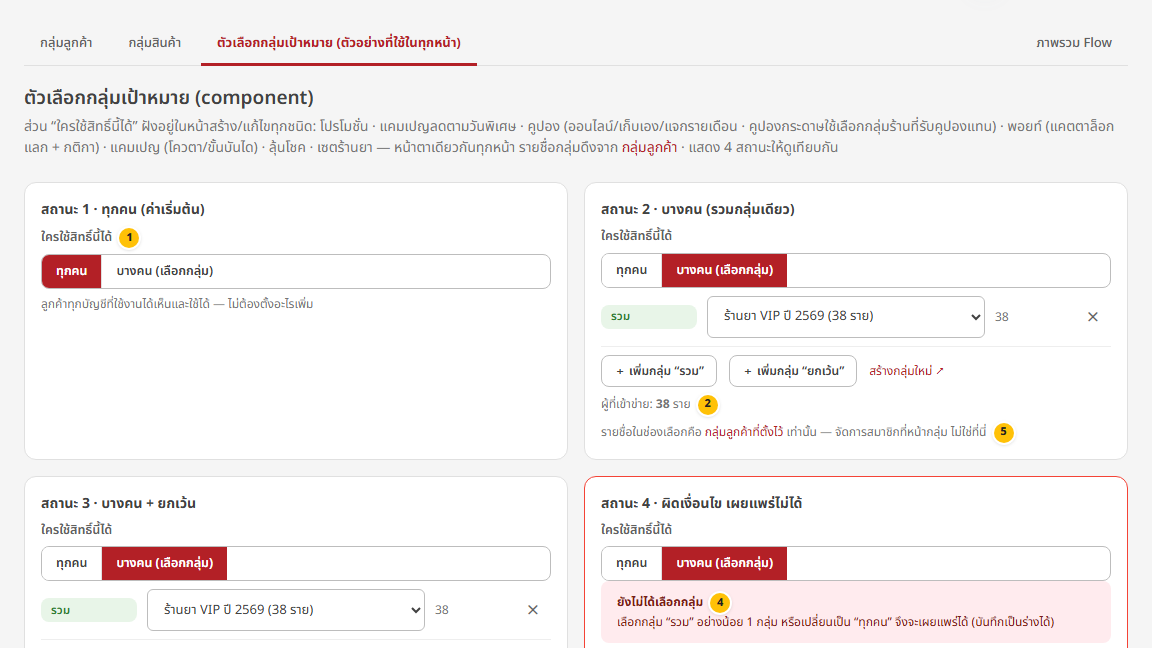 กลุ่มลูกค้า
กลุ่มสินค้า
ตัวเลือกกลุ่มเป้าหมาย (ตัวอย่างที่ใช้ในทุกหน้า)
ภาพรวม Flow
ตัวเลือกกลุ่มเป้าหมาย (component)
ส่วน “ใครใช้สิทธิ์นี้ได้” ฝังอยู่ในหน้าสร้าง/แก้ไขทุกชนิด: โปรโมชั่น · แคมเปญลดตามวันพิเศษ · คูปอง (ออนไลน์/เก็บเอง/แจกรายเดือน · คูปองกระดาษใช้เลือกกลุ่มร้านที่รับคูปองแทน) · พอยท์ (แคตตาล็อก
แลก + กติกา) · แคมเปญ (โควตา/ขั้นบันได) · ลุ้นโชค · เซตร้านยา — หน้าตาเดียวกันทุกหน้า รายชื่อกลุ่มดึงจาก กลุ่มลูกค้า · แสดง 4 สถานะให้ดูเทียบกัน
สถานะ 1 · ทุกคน (ค่าเริ่มต้น)
ใครใช้สิทธิ์นี้ได้ 1
ทุกคน บางคน (เลือกกลุ่ม)
ลูกค้าทุกบัญชีที่ใช้งานได้เห็นและใช้ได้ — ไม่ต้องตั้งอะไรเพิ่ม
สถานะ 2 · บางคน (รวมกลุ่มเดียว)
ใครใช้สิทธิ์นี้ได้
ทุกคน บางคน (เลือกกลุ่ม)
รวม ร้านยา VIP ปี 2569 (38 ราย) 38 ✕
+ เพิ่มกลุ่ม “รวม” + เพิ่มกลุ่ม “ยกเว้น” สร้างกลุ่มใหม่ ↗
ผู้ที่เข้าข่าย: 38 ราย 2
รายชื่อในช่องเลือกคือ กลุ่มลูกค้าที่ตั้งไว้ เท่านั้น — จัดการสมาชิกที่หน้ากลุ่ม ไม่ใช่ที่นี่ 5
สถานะ 3 · บางคน + ยกเว้น
ใครใช้สิทธิ์นี้ได้
ทุกคน บางคน (เลือกกลุ่ม)
รวม ร้านยา VIP ปี 2569 (38 ราย) 38 ✕
สถานะ 4 · ผิดเงื่อนไข เผยแพร่ไม่ได้
ใครใช้สิทธิ์นี้ได้
ทุกคน บางคน (เลือกกลุ่ม)
ยังไม่ได้เลือกกลุ่ม 4
เลือกกลุ่ม “รวม” อย่างน้อย 1 กลุ่ม หรือเปลี่ยนเป็น “ทุกคน” จึงจะเผยแพร่ได้ (บันทึกเป็นร่างได้)